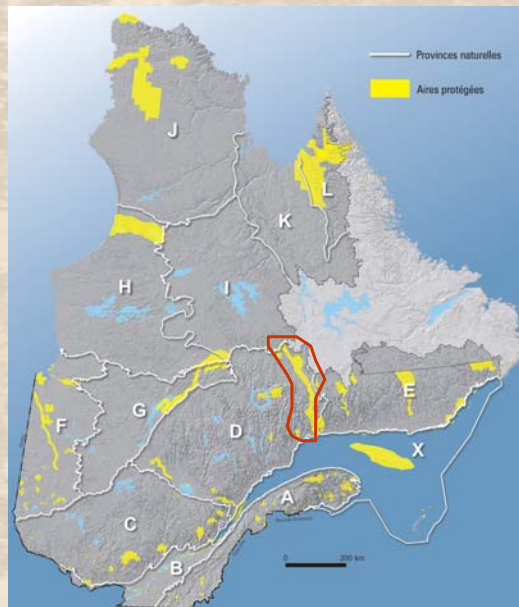 Provinces naturelles
Aires protégées
J
L
K
H
I
F
G
E
D
X
A
C
B
200 km
0